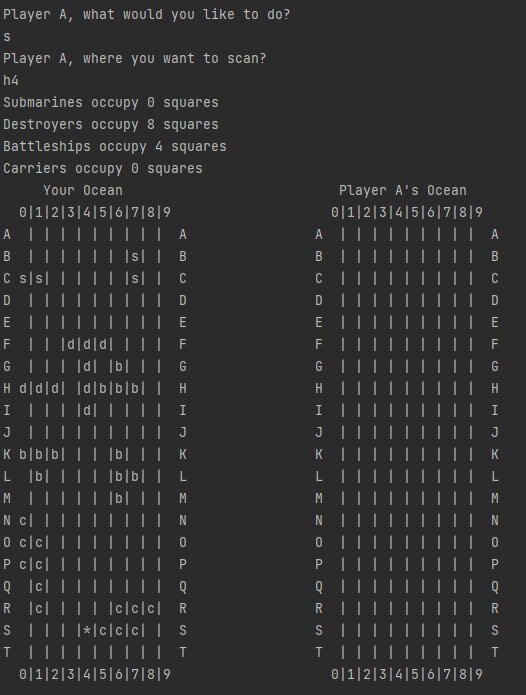 Player A, what would you like to do?
s
Player A, where you want to scan?
h4
Submarines occupy 0 squares
Destroyers occupy 8 squares
Battleships occupy 4 squares
Carriers occupy 0 squares
     Your Ocean                           Player A's Ocean
  0|1|2|3|4|5|6|7|8|9                    0|1|2|3|4|5|6|7|8|9
A  | | | | | | | | |  A                A  | | | | | | | | |  A
B  | | | | | | |s| |  B                B  | | | | | | | | |  B
C s|s| | | | | |s| |  C                C  | | | | | | | | |  C
D  | | | | | | | | |  D                D  | | | | | | | | |  D
E  | | | | | | | | |  E                E  | | | | | | | | |  E
F  | | |d|d|d| | | |  F                F  | | | | | | | | |  F
G  | | | |d| |b| | |  G                G  | | | | | | | | |  G
H d|d|d| |d|b|b|b| |  H                H  | | | | | | | | |  H
I  | | | |d| | | | |  I                I  | | | | | | | | |  I
J  | | | | | | | | |  J                J  | | | | | | | | |  J
K b|b|b| | | | | | |  K                K  | | | | | | | | |  K
L  |b| | | | |b|b| |  L                L  | | | | | | | | |  L
M  | | | | | |b| | |  M                M  | | | | | | | | |  M
N c| | | | | | | | |  N                N  | | | | | | | | |  N
O c|c| | | | | | | |  O                O  | | | | | | | | |  O
P c|c| | | | | | | |  P                P  | | | | | | | | |  P
Q  |c| | | | | | | |  Q                Q  | | | | | | | | |  Q
R  |c| | | | |c|c|c|  R                R  | | | | | | | | |  R
S  | | | |*|c|c|c| |  S                S  | | | | | | | | |  S
T  | | | | | | | | |  T                T  | | | | | | | | |  T
  0|1|2|3|4|5|6|7|8|9                    0|1|2|3|4|5|6|7|8|9